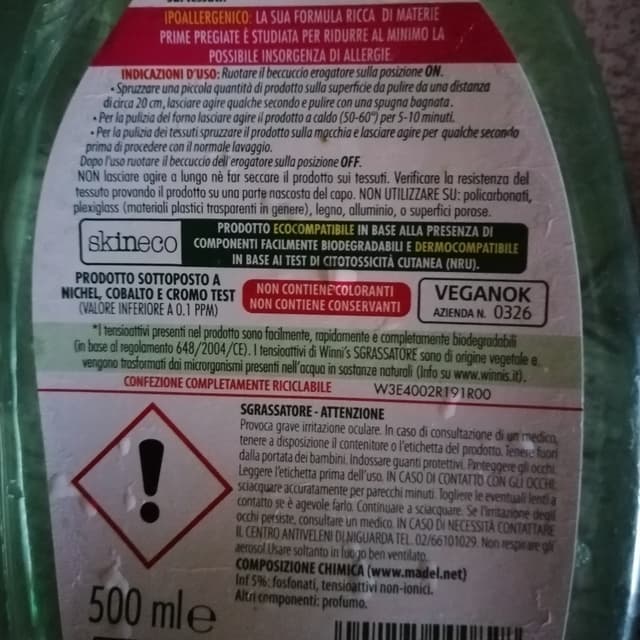 IPOALLERGENICO: LA SUA FORMULA RICCA DI MATERIE
PRIME PREGIATE È STUDIATA PER RIDURRE AL MINIMO LA
POSSIBILE INSORGENZA DI ALLERGIE.
INDICAZIONI D'USO: Ruotare il beccuccio erogatore sulla posizione ON.
• Spruzzare una piccola quantità di prodotto sulla superficie da pulire da una distanza
di circa 20 cm, lasciare agire qualche secondo e pulire con una spugna bagnata.
• Per la pulizia del forno lasciare agire il prodotto a caldo (50-60°) per 5-10 minuti.
• Per la pulizia dei tessuti spruzzare il prodotto sulla macchia e lasciare agire per qualche secondo
prima di procedere con il normale lavaggio.
Dopo l'uso ruotare il beccuccio dell'erogatore sulla posizione OFF.
NON lasciare agire a lungo nè far seccare il prodotto sui tessuti. Verificare la resistenza del
tessuto provando il prodotto su una parte nascosta del capo. NON UTILIZZARE SU: policarbonati,
plexiglass (materiali plastici trasparenti in genere), legno, alluminio, o superfici porose.
skineco
PRODOTTO ECOCOMPATIBILE IN BASE ALLA PRESENZA DI
COMPONENTI FACILMENTE BIODEGRADABILI E DERMOCOMPATIBILE
IN BASE AI TEST DI CITOTOSSICITÀ CUTANEA (NRU).
PRODOTTO SOTTOPOSTO A
NICHEL, COBALTO E CROMO TEST
(VALORE INFERIORE A 0.1 PPM)
NON CONTIENE COLORANTI
NON CONTIENE CONSERVANTI
VEGANOK
AZIENDA N. 0326
*I tensioattivi presenti nel prodotto sono facilmente, rapidamente e completamente biodegradabili
(in base al regolamento 648/2004/CE). I tensioattivi di Winni's SGRASSATORE sono di origine vegetale e
vengono trasformati dai microrganismi presenti nell'acqua in sostanze naturali (Info su www.winnis.it).
CONFEZIONE COMPLETAMENTE RICICLABILE W3E4002R191R00
SGRASSATORE - ATTENZIONE
Provoca grave irritazione oculare. In caso di consultazione di un medico,
tenere a disposizione il contenitore o l'etichetta del prodotto. Tenere fuori
dalla portata dei bambini. Indossare guanti protettivi. Proteggere gli occhi.
Leggere l'etichetta prima dell'uso. IN CASO DI CONTATTO CON GLI OCCHI:
sciacquare accuratamente per parecchi minuti. Togliere le eventuali lenti a
contatto se è agevole farlo. Continuare a sciacquare. Se l'irritazione degli
occhi persiste, consultare un medico. IN CASO DI NECESSITÀ CONTATTARE
IL CENTRO ANTIVELENI DI NIGUARDA TEL. 02/66101029. Non respirare gli
aerosol. Usare soltanto in luogo ben ventilato.
COMPOSIZIONE CHIMICA (www.madel.net)
Inf 5%: fosfonati, tensioattivi non-ionici.
Altri componenti: profumo.
500 ml e